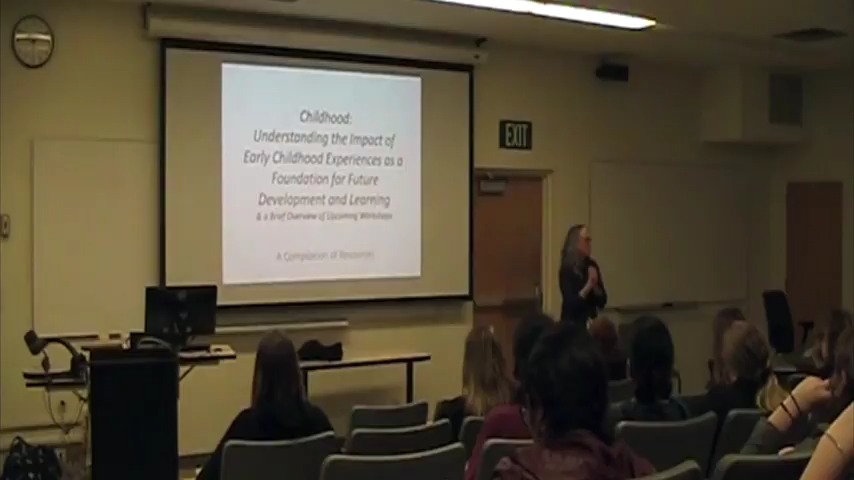 Childhood:
Understanding the Impact of
Early Childhood Experiences as a
Foundation for Future
Development and Learning
& a Brief Overview of Upcoming Workshops
A Compilation of Resources
EXIT